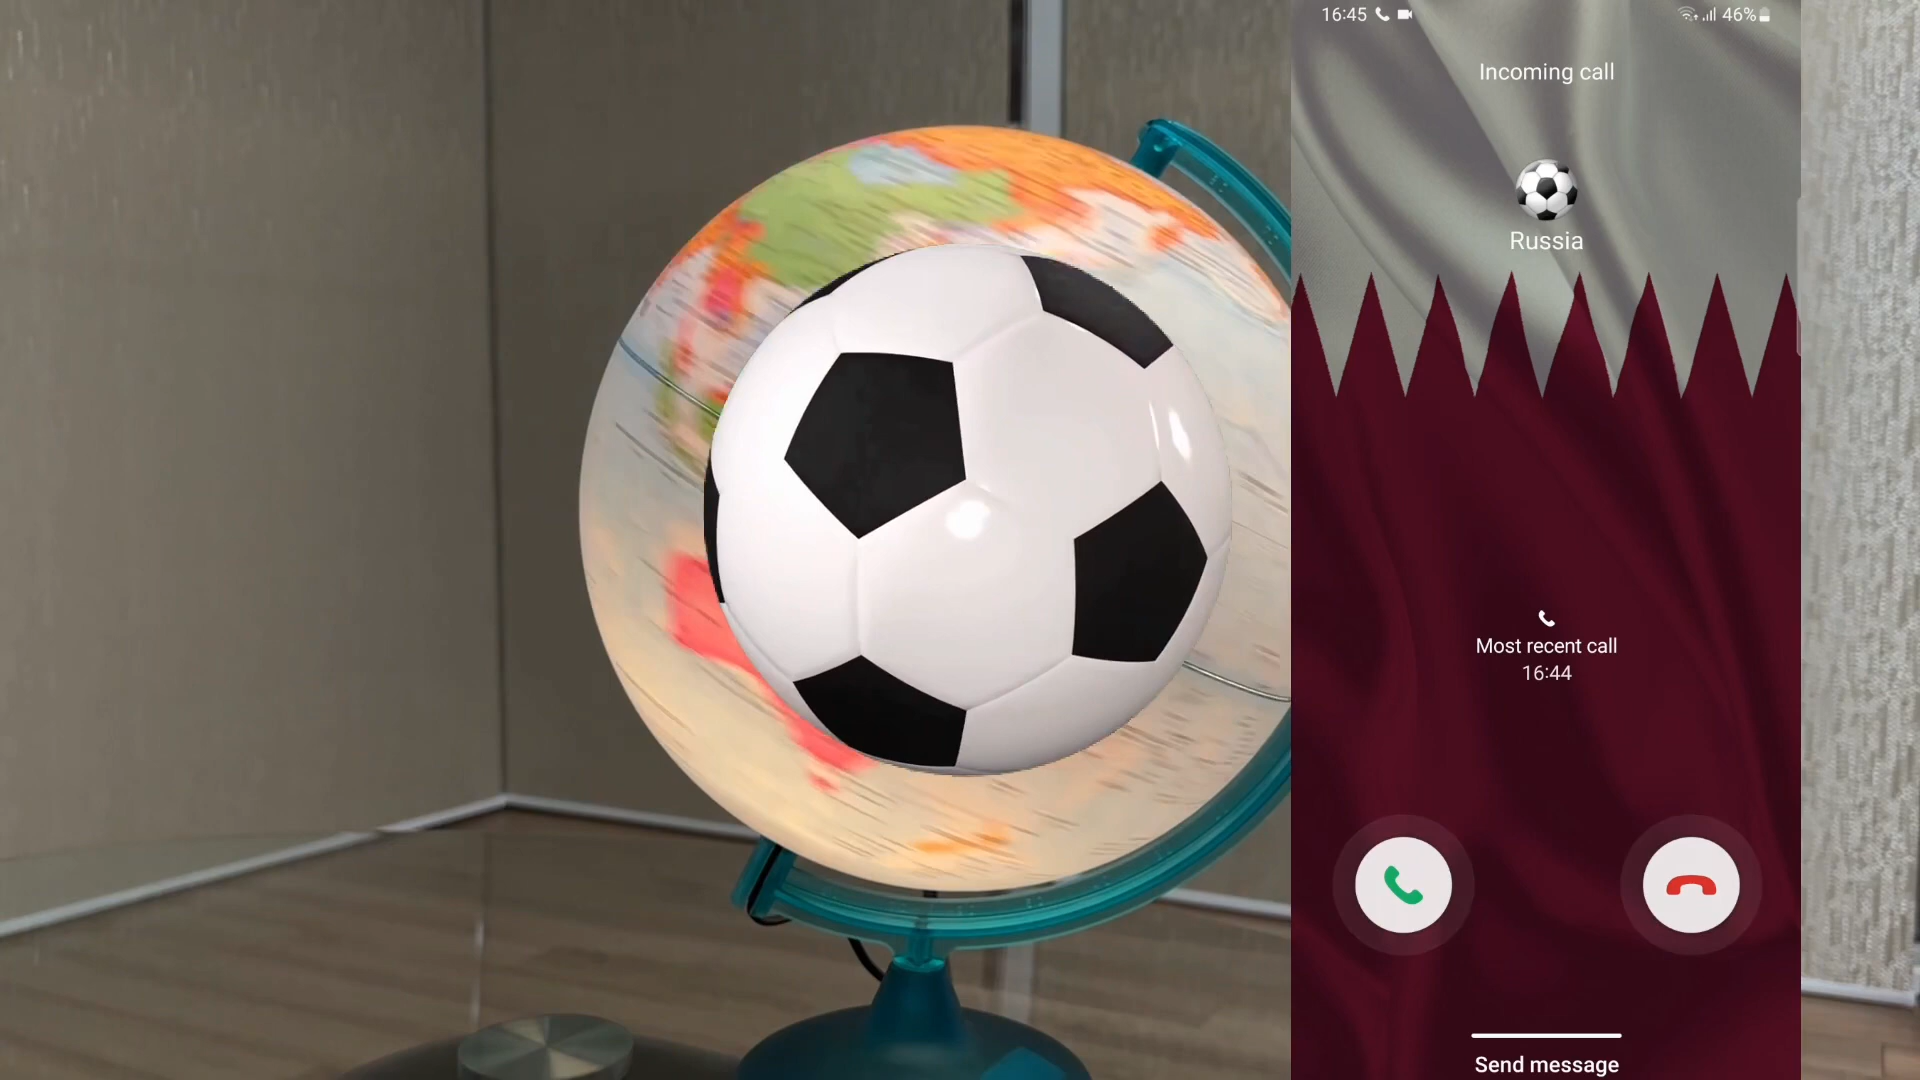 16:45
46%
Incoming call
Russia
Most recent call
16:44
Send message